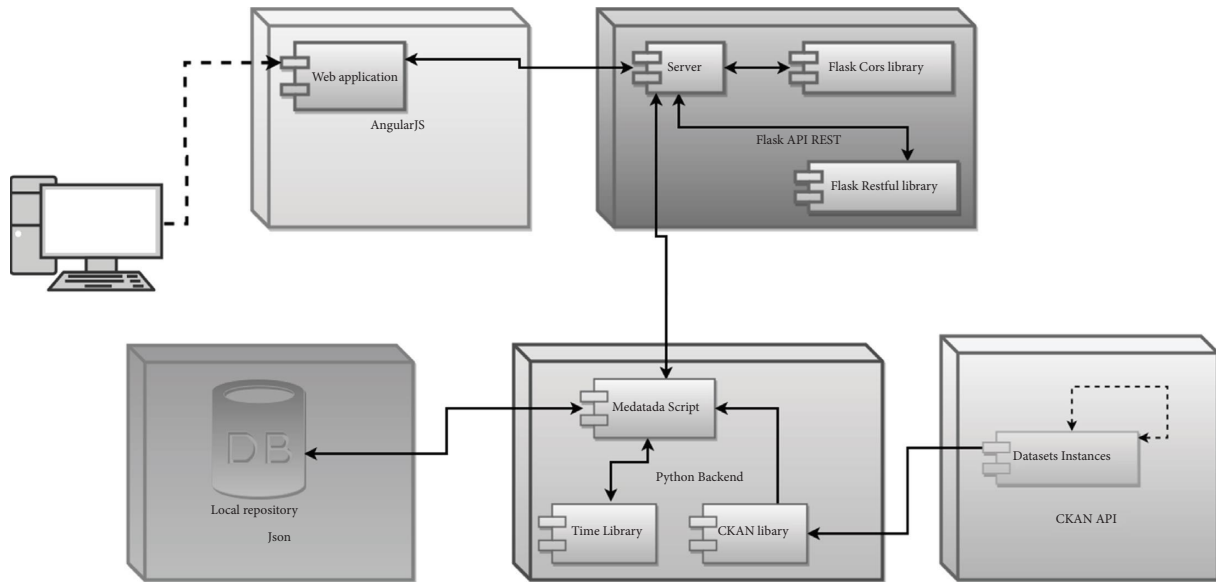 Web application
AngularJS
Server
Flask Cors library
Flask API REST
Flask Restful library
DB
Local repository
Json
Medatada Script
Python Backend
Time Library
CKAN libary
Datasets Instances
CKAN API